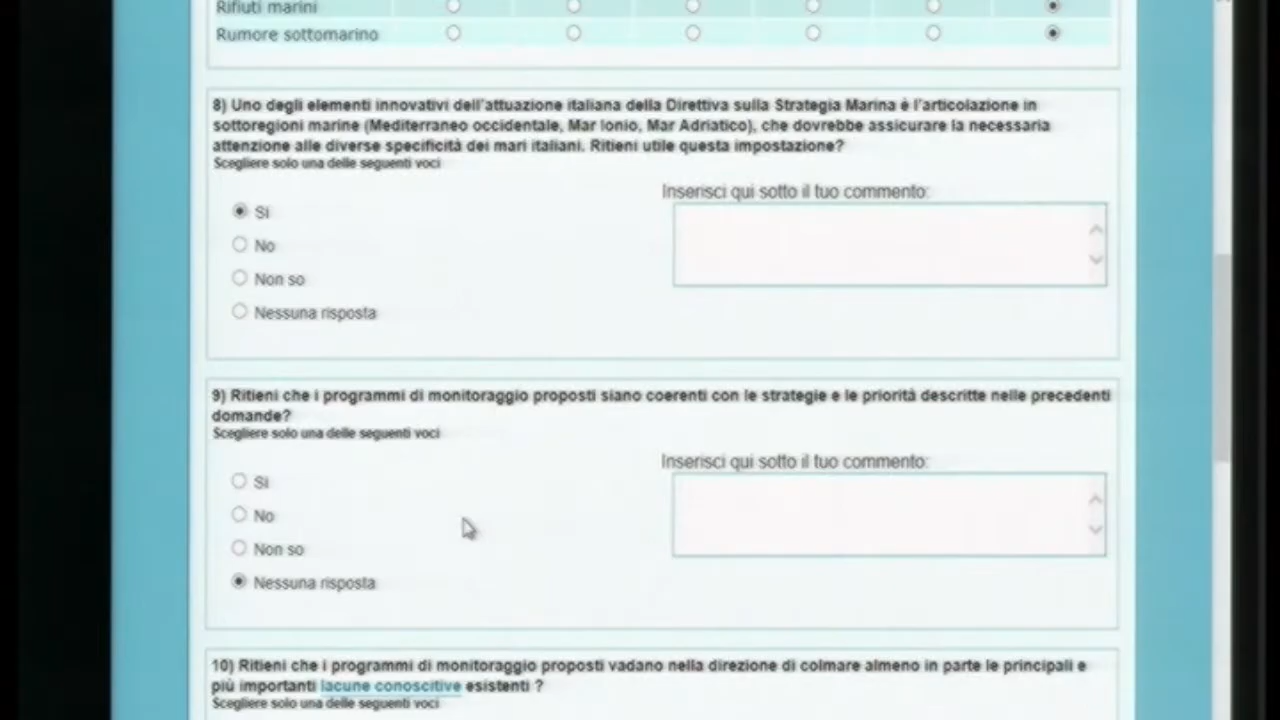 Rifiuti marini
Rumore sottomarino
8) Uno degli elementi innovativi dell'attuazione italiana della Direttiva sulla Strategia Marina è l'articolazione in
sottoregioni marine (Mediterraneo occidentale, Mar Ionio, Mar Adriatico), che dovrebbe assicurare la necessaria
attenzione alle diverse specificità dei mari italiani. Ritieni utile questa impostazione?
Scegliere solo una delle seguenti voci
Inserisci qui sotto il tuo commento:
Si
No
Non so
Nessuna risposta
9) Ritieni che i programmi di monitoraggio proposti siano coerenti con le strategie e le priorità descritte nelle precedenti
domande?
Scegliere solo una delle seguenti voci
Inserisci qui sotto il tuo commento:
Si
No
Non so
Nessuna risposta
10) Ritieni che i programmi di monitoraggio proposti vadano nella direzione di colmare almeno in parte le principali e
più importanti lacune conoscitive esistenti ?
Scegliere solo una delle seguenti voci